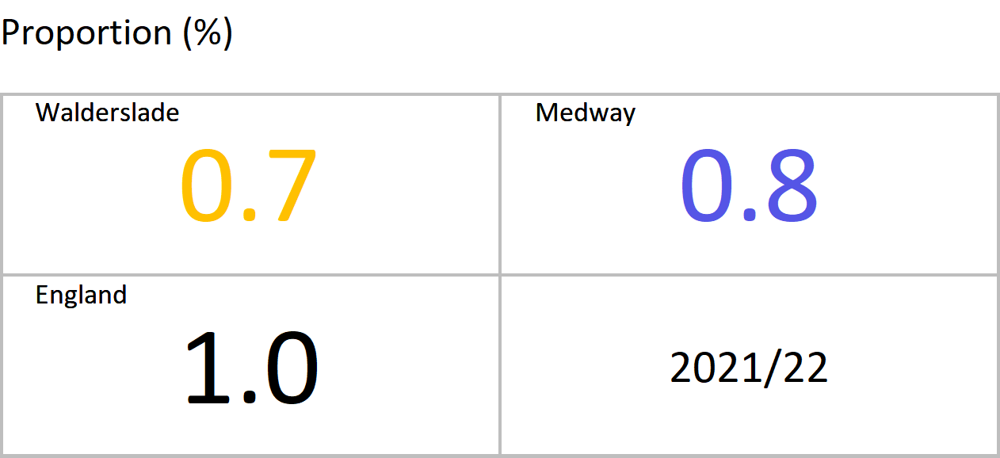 Proportion (%)
Walderslade
0.7
Medway
0.8
England
1.0
2021/22